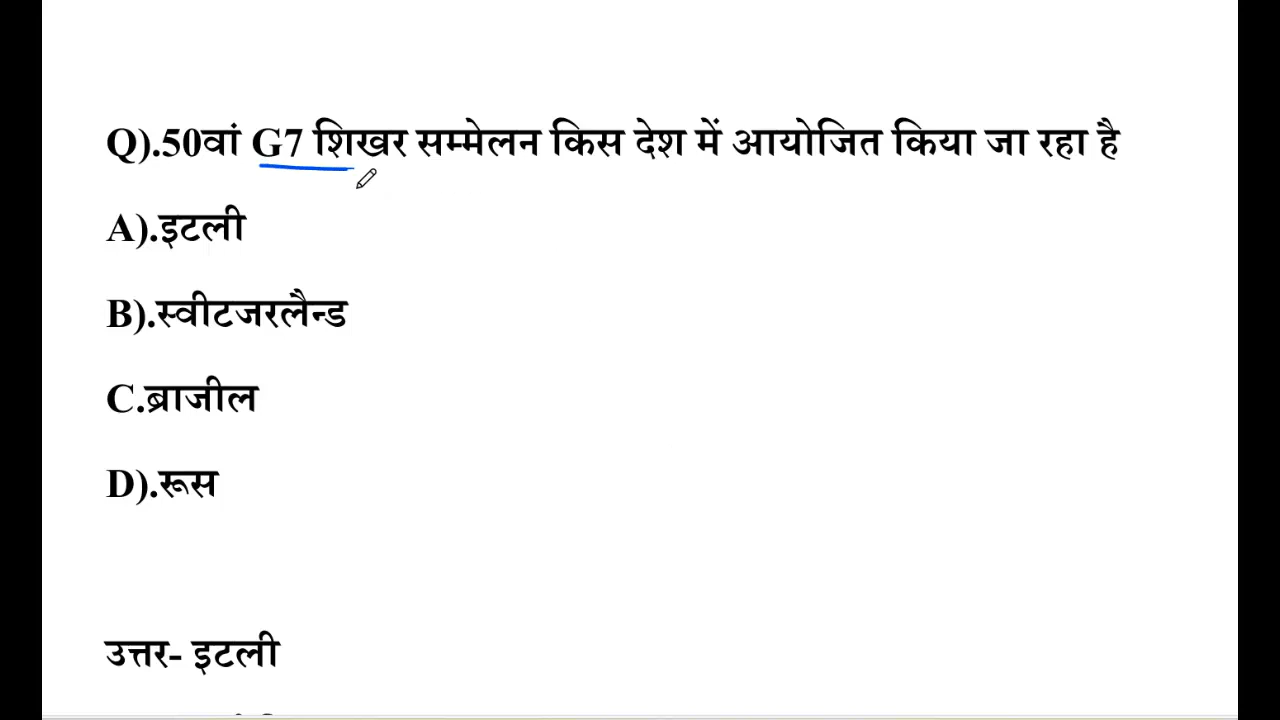 Q).50वां G7 शिखर सम्मेलन किस देश में आयोजित किया जा रहा है
A).इटली
B).स्वीटजरलैन्ड
C.ब्राजील
D).रूस
उत्तर- इटली